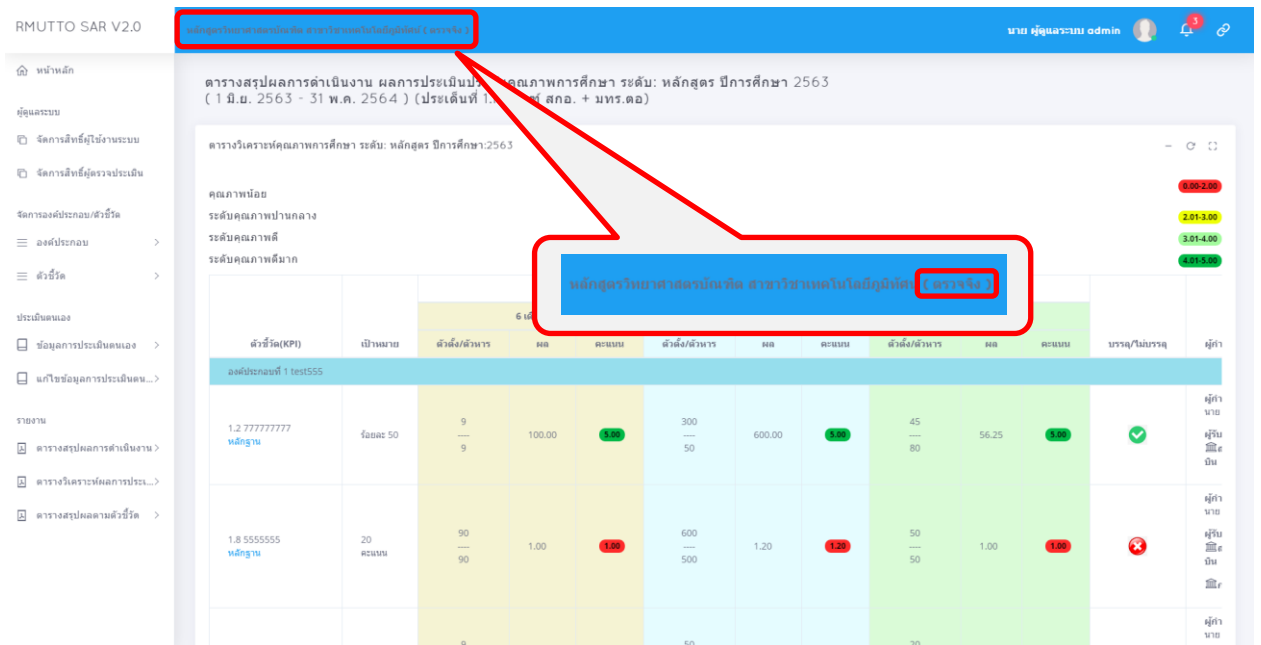 RMUTTO SAR V2.0
หลักสูตรวิทยาศาสตรบัณฑิต สาขาวิชาเทคโนโลยีภูมิทัศน์ ( ตรวจจึง )
นาย ผู้ดูแลระบบ admin
3
หน้าหลัก
ผู้ดูแลระบบ
จัดการสิทธิ์ผู้ใช้งานระบบ
จัดการสิทธิ์ผู้ตรวจประเมิน
จัดการองค์ประกอบ/ตัวชี้วัด
องค์ประกอบ
ตัวชี้วัด
ประเมินตนเอง
ข้อมูลการประเมินตนเอง
แก้ไขข้อมูลการประเมินตน...
รายงาน
ตารางสรุปผลการดำเนินงาน
ตารางวิเคราะห์ผลการประเ...
ตารางสรุปผลตามตัวชี้วัด
ตารางสรุปผลการดำเนินงาน ผลการประเมินป คุณภาพการศึกษา ระดับ: หลักสูตร ปีการศึกษา 2563
( 1 มิ.ย. 2563 - 31 พ.ค. 2564 ) (ประเด็นที่ 1. สกอ. + มทร.ตอ)
ตารางวิเคราะห์คุณภาพการศึกษา ระดับ: หลักสูตร ปีการศึกษา:2563
คุณภาพน้อย 0.00-2.00
ระดับคุณภาพปานกลาง 2.01-3.00
ระดับคุณภาพดี 3.01-4.00
ระดับคุณภาพดีมาก 4.01-5.00
หลักสูตรวิทยาศาสตรบัณฑิต สาขาวิชาเทคโนโลยีภูมิทัศน์ ( ตรวจจึง )
6
ตัวชี้วัด(KPI) เป้าหมาย ตัวตั้ง/ตัวหาร ผล คะแนน ตัวตั้ง/ตัวหาร ผล คะแนน ตัวตั้ง/ตัวหาร ผล คะแนน บรรลุ/ไม่บรรลุ
องค์ประกอบที่ 1 test555
1.2 777777777
หลักฐาน
ร้อยละ 50
9
----
9
100.00
5.00
300
----
50
600.00
5.00
45
----
80
56.25
5.00
นาย
1.8 5555555
หลักฐาน
20
คะแนน
90
----
90
1.00
1.00
600
----
500
1.20
1.20
50
----
50
1.00
1.00
นาย
นาย